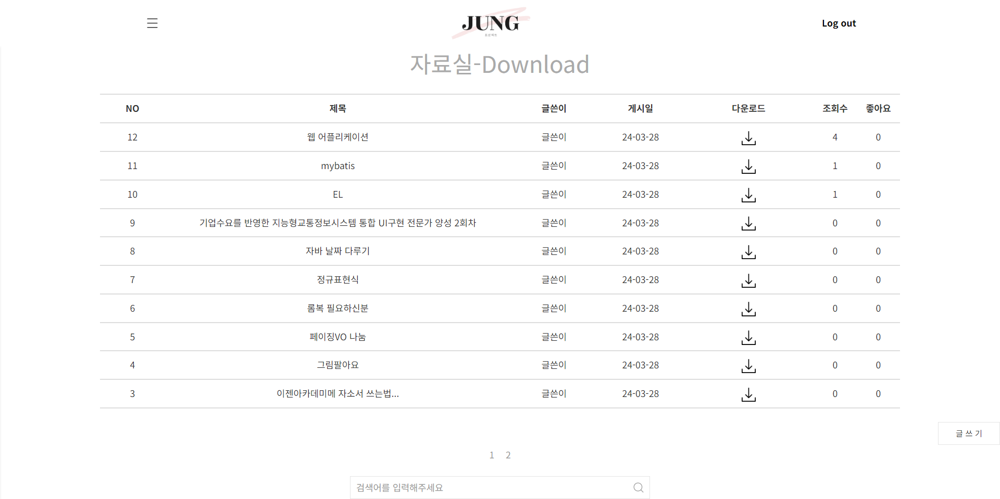 JUNG
프로젝트
Log out
자료실-Download
NO 제목 글쓴이 게시일 다운로드 조회수 좋아요
12 웹 어플리케이션 글쓴이 24-03-28 4 0
11 mybatis 글쓴이 24-03-28 1 0
10 EL 글쓴이 24-03-28 1 0
9 기업수요를 반영한 지능형교통정보시스템 통합 UI구현 전문가 양성 2회차 글쓴이 24-03-28 0 0
8 자바 날짜 다루기 글쓴이 24-03-28 0 0
7 정규표현식 글쓴이 24-03-28 0 0
6 롬복 필요하신분 글쓴이 24-03-28 0 0
5 페이징VO 나눔 글쓴이 24-03-28 0 0
4 그림팔아요 글쓴이 24-03-28 0 0
3 이젠아카데미메 자소서 쓰는법... 글쓴이 24-03-28 0 0
글 쓰 기
1 2
검색어를 입력해주세요